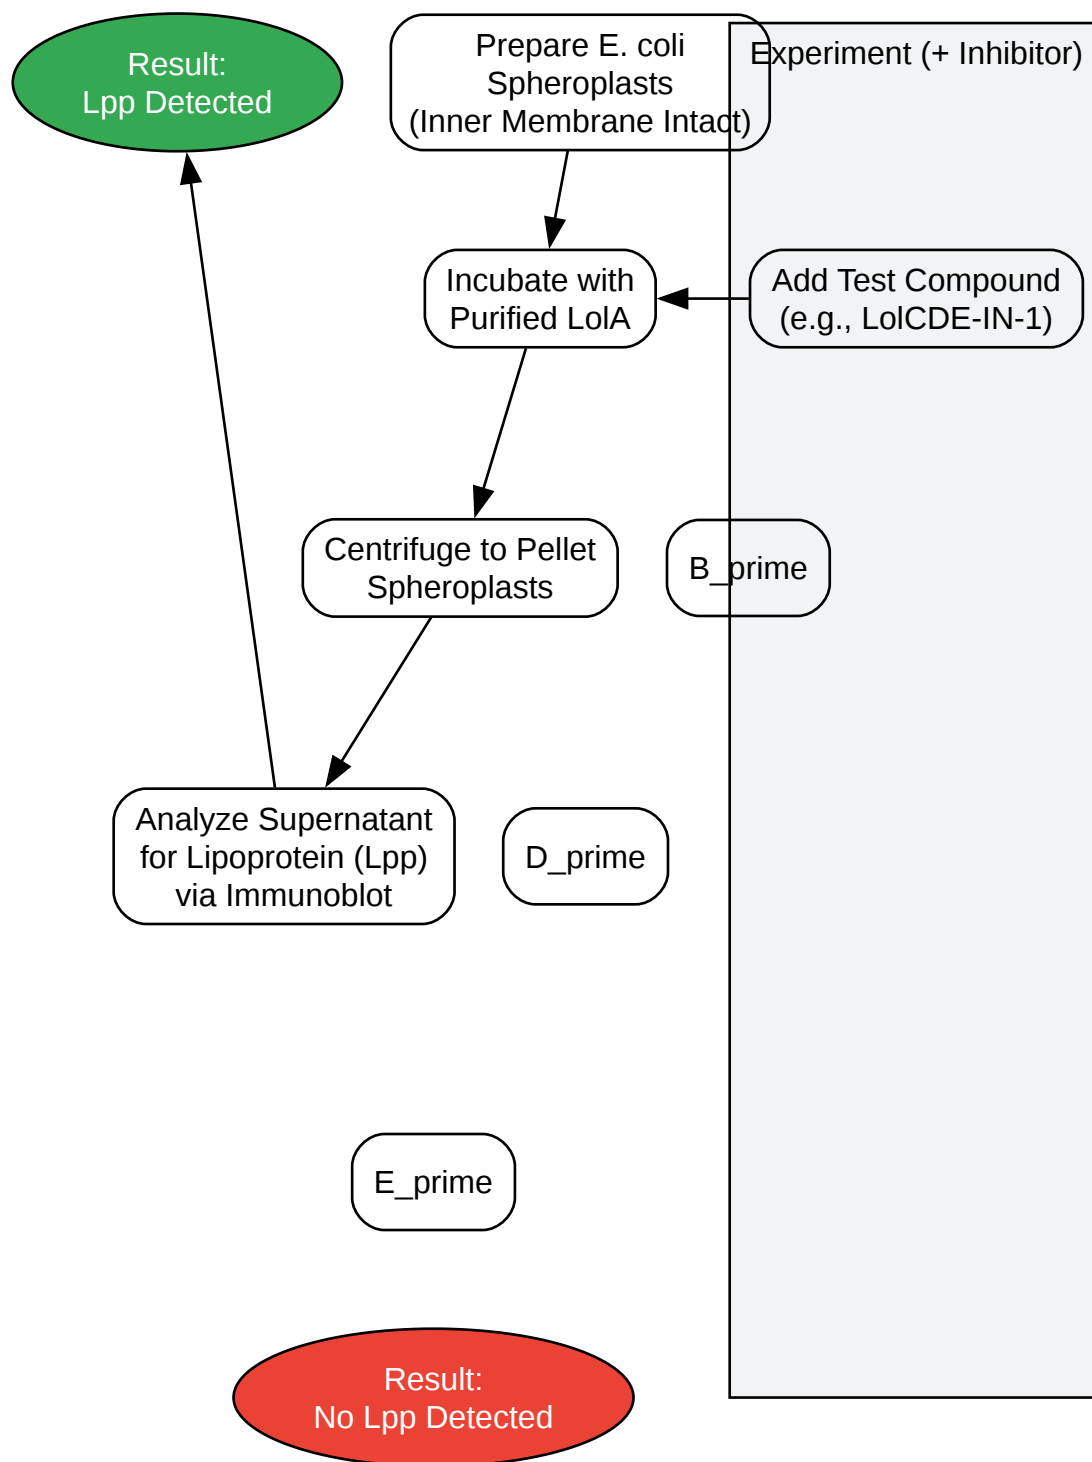 Result:
Lpp Detected
Prepare E. coli
Spheroplasts
(Inner Membrane Intact)
Experiment (+ Inhibitor)
Incubate with
Purified LolA
Add Test Compound
(e.g., LolCDE-IN-1)
Centrifuge to Pellet
Spheroplasts
B_prime
Analyze Supernatant
for Lipoprotein (Lpp)
via Immunoblot
D_prime
E_prime
Result:
No Lpp Detected